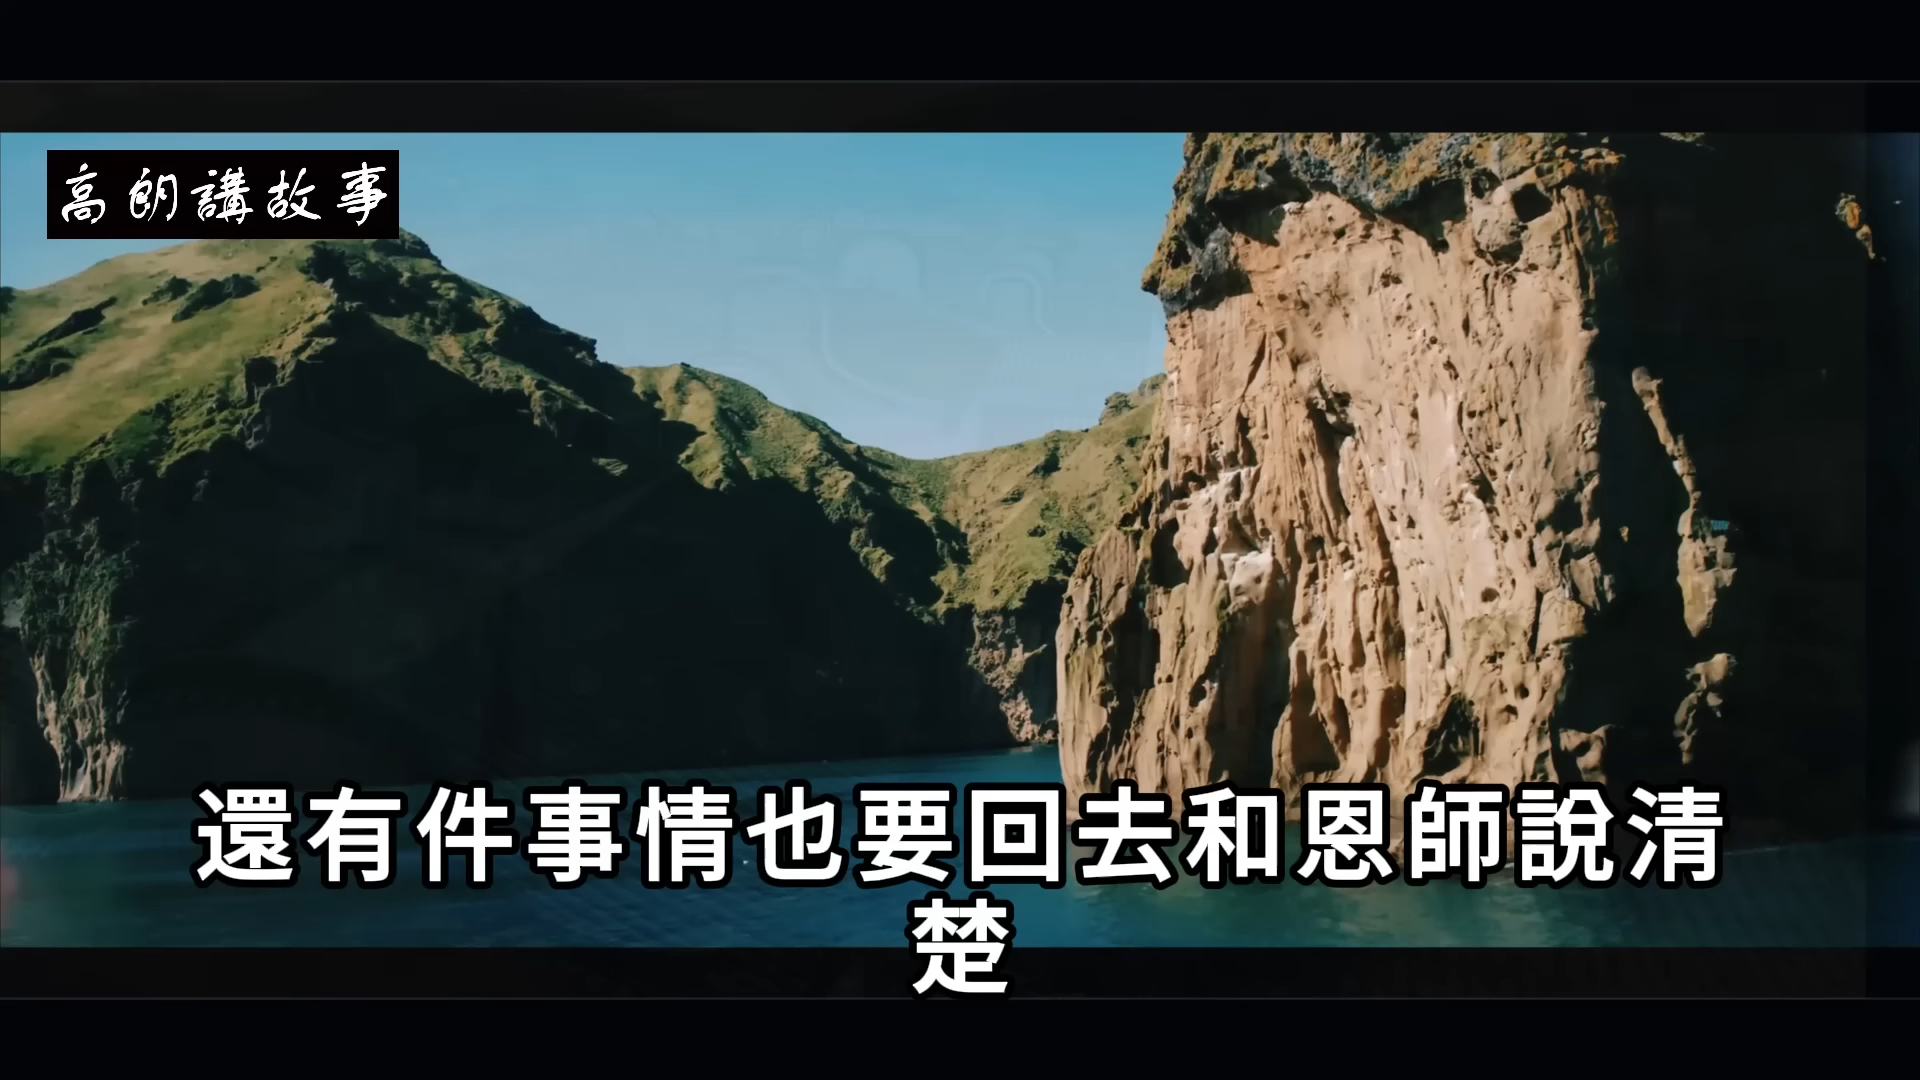 高朗講故事
還有件事情也要回去和恩師說清
楚